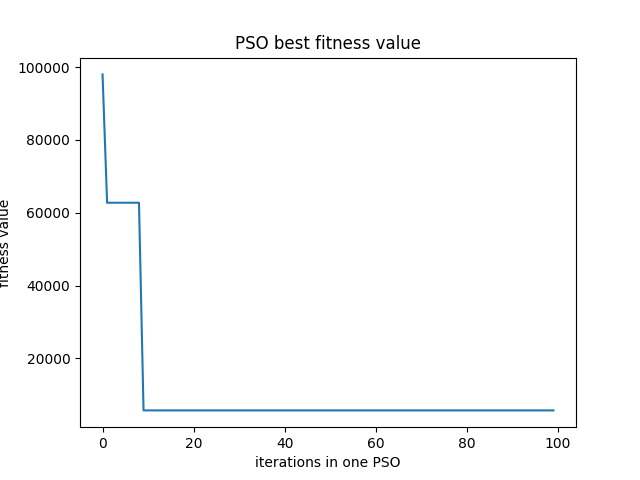 PSO best fitness value
100000
80000
60000
40000
20000
fitness value
0 20 40 60 80 100
iterations in one PSO